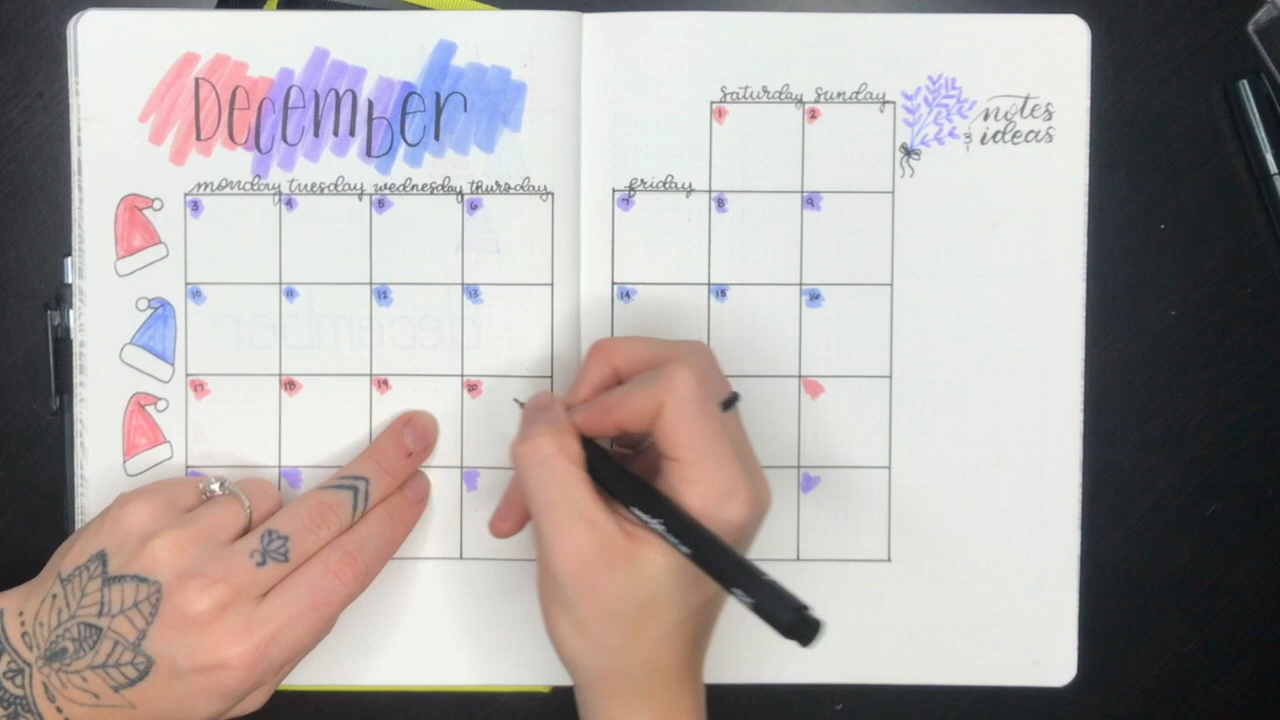 December
monday tuesday wednesday thursday
3 4 5 6
10 11 12 13
17 18 19 20
saturday sunday
1 2
friday
7 8 9
14 15 16
notes
& ideas